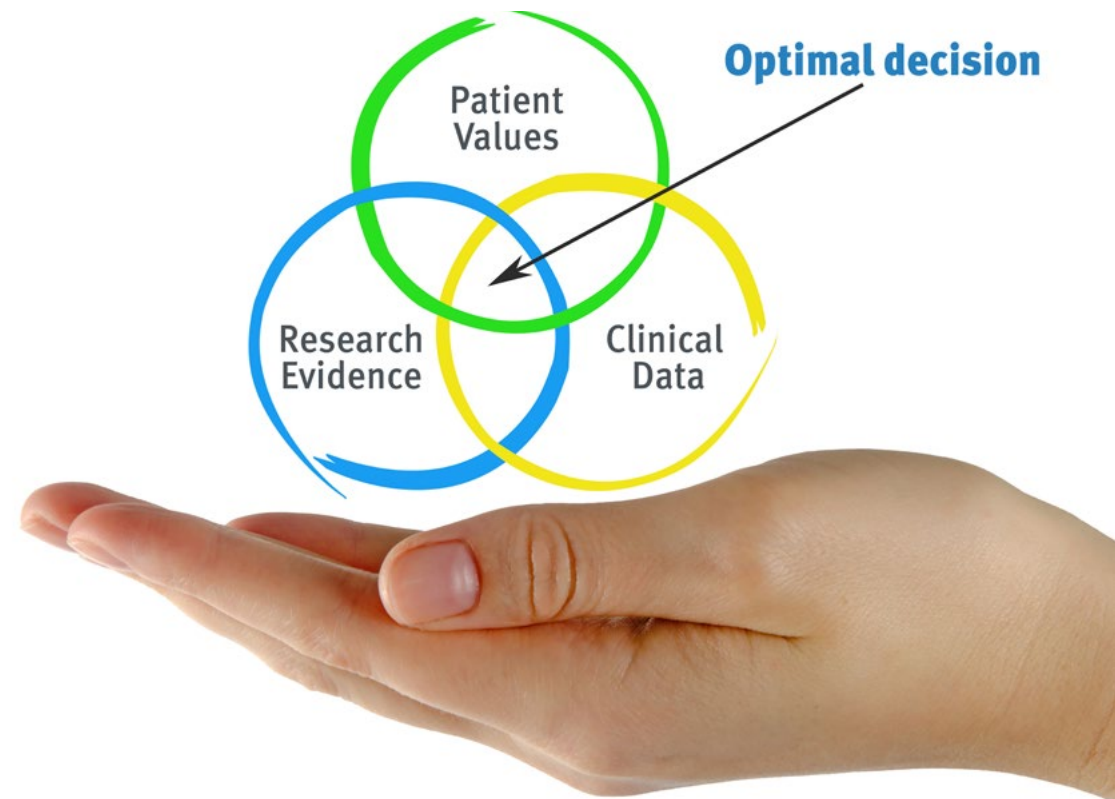 Optimal decision
Patient
Values
Research
Evidence
Clinical
Data